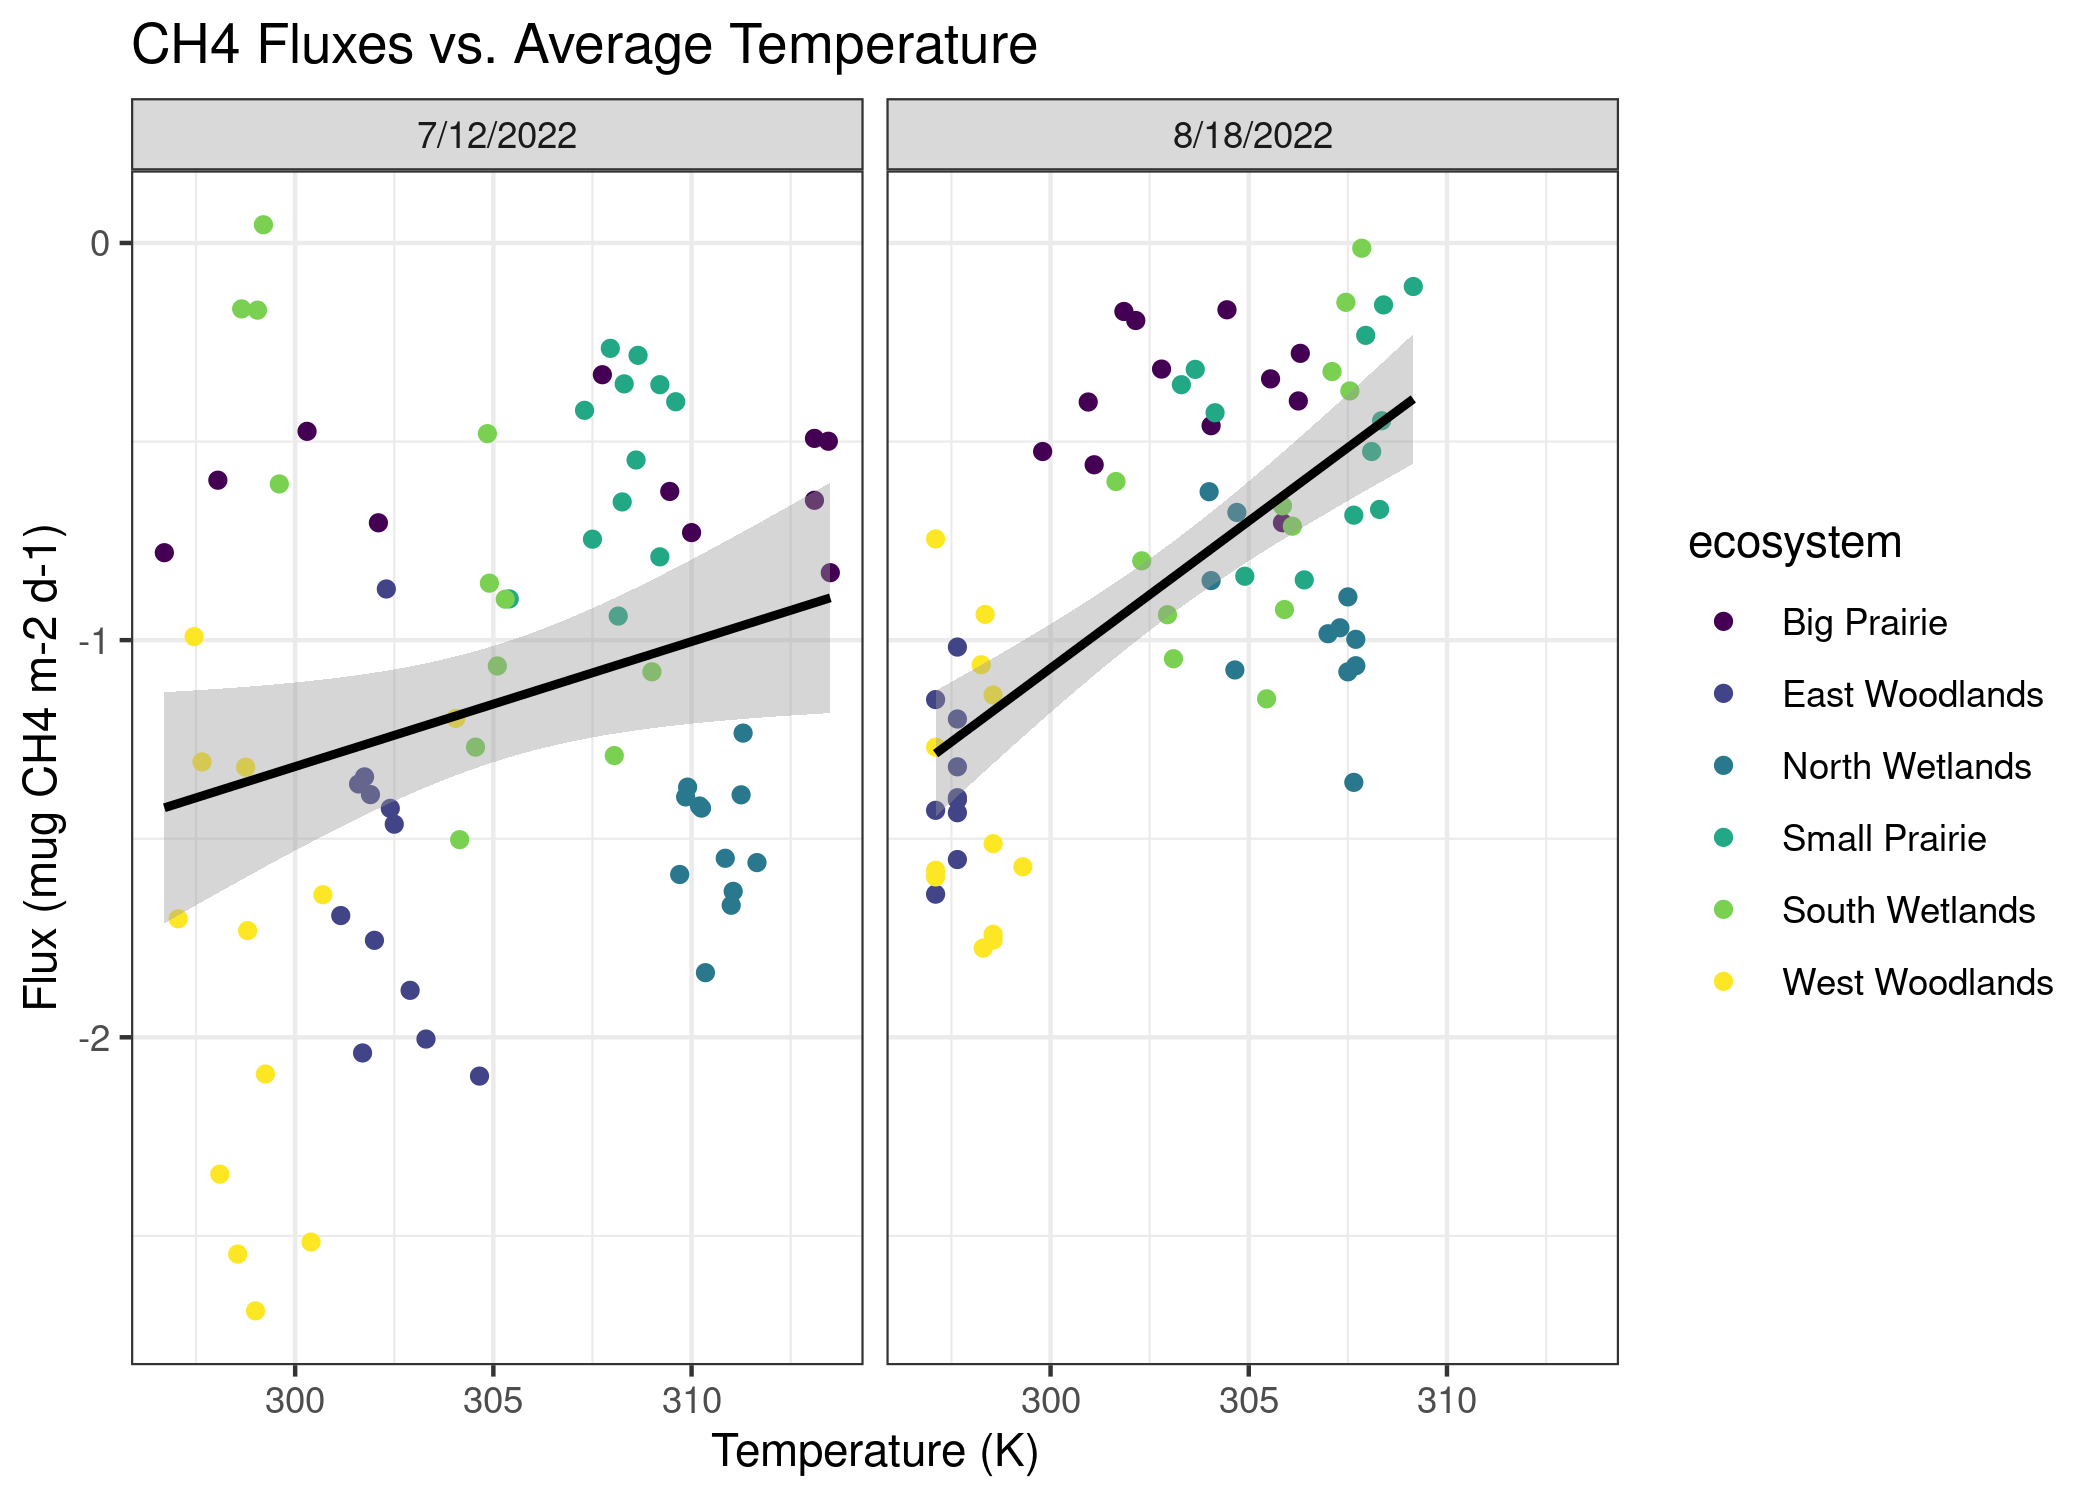 CH4 Fluxes vs. Average Temperature
7/12/2022
8/18/2022
0
-1
-2
Flux (mug CH4 m-2 d-1)
300
305
310
300
305
310
Temperature (K)
ecosystem
Big Prairie
East Woodlands
North Wetlands
Small Prairie
South Wetlands
West Woodlands